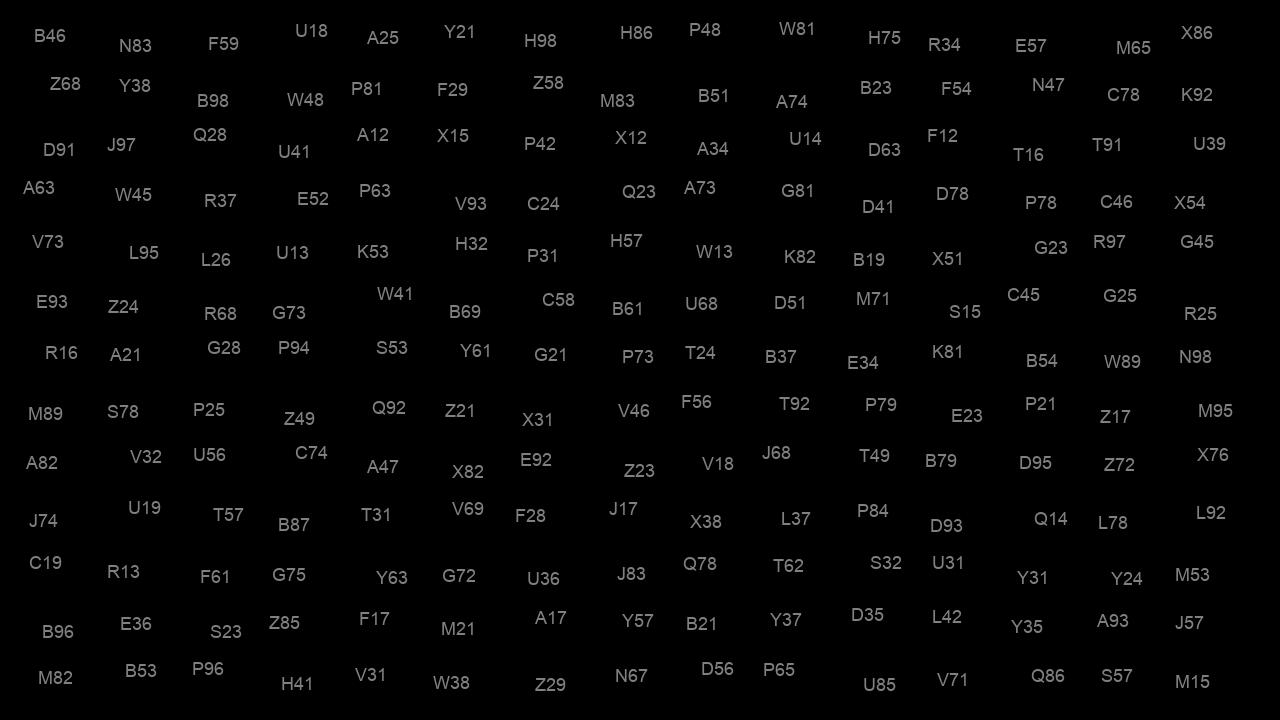 B46 N83 F59 U18 A25 Y21 H98 H86 P48 W81 H75 R34 E57 M65 X86
Z68 Y38 B98 W48 P81 F29 Z58 M83 B51 A74 B23 F54 N47 C78 K92
D91 J97 Q28 U41 A12 X15 P42 X12 A34 U14 D63 F12 T16 T91 U39
A63 W45 R37 E52 P63 V93 C24 Q23 A73 G81 D41 D78 P78 C46 X54
V73 L95 L26 U13 K53 H32 P31 H57 W13 K82 B19 X51 G23 R97 G45
E93 Z24 R68 G73 W41 B69 C58 B61 U68 D51 M71 S15 C45 G25 R25
R16 A21 G28 P94 S53 Y61 G21 P73 T24 B37 E34 K81 B54 W89 N98
M89 S78 P25 Z49 Q92 Z21 X31 V46 F56 T92 P79 E23 P21 Z17 M95
A82 V32 U56 C74 A47 X82 E92 Z23 V18 J68 T49 B79 D95 Z72 X76
J74 U19 T57 B87 T31 V69 F28 J17 X38 L37 P84 D93 Q14 L78 L92
C19 R13 F61 G75 Y63 G72 U36 J83 Q78 T62 S32 U31 Y31 Y24 M53
B96 E36 S23 Z85 F17 M21 A17 Y57 B21 Y37 D35 L42 Y35 A93 J57
M82 B53 P96 H41 V31 W38 Z29 N67 D56 P65 U85 V71 Q86 S57 M15